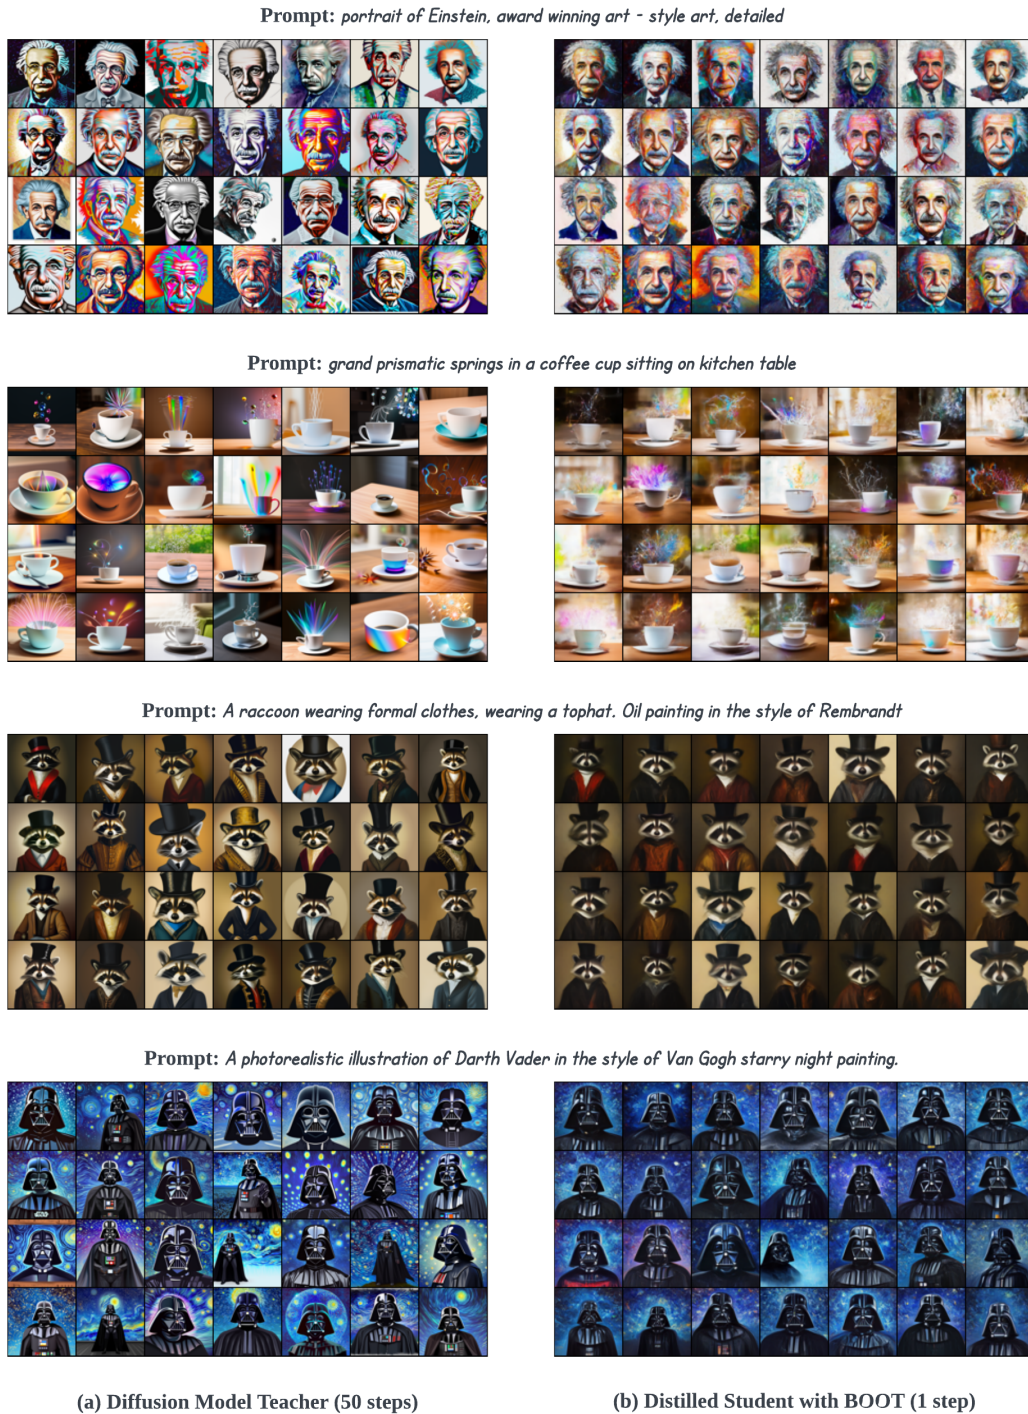 Prompt: portrait of Einstein, award winning art - style art, detailed
Prompt: grand prismatic springs in a coffee cup sitting on kitchen table
Prompt: A raccoon wearing formal clothes, wearing a tophat. Oil painting in the style of Rembrandt
Prompt: A photorealistic illustration of Darth Vader in the style of Van Gogh starry night painting.
(a) Diffusion Model Teacher (50 steps)
(b) Distilled Student with BOOT (1 step)